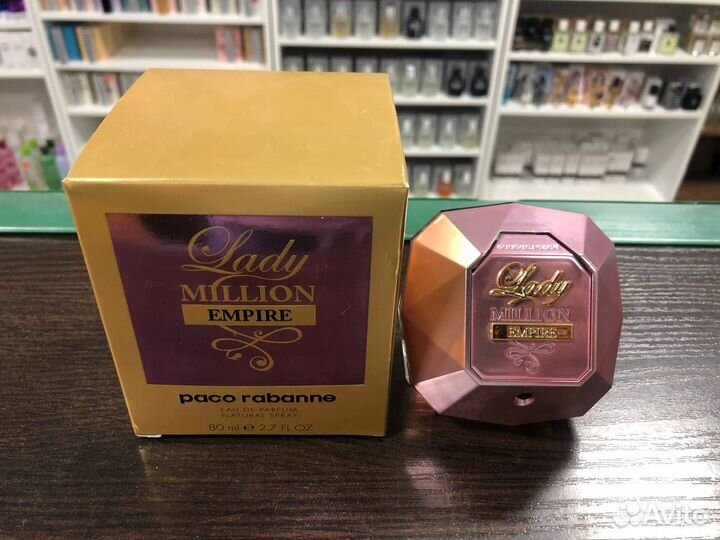 Lady
MILLION
EMPIRE
paco rabanne
EAU DE PARFUM
NATURAL SPRAY
80 ml e 2.7 FL OZ
Lady
MILLION
EMPIRE
Avito